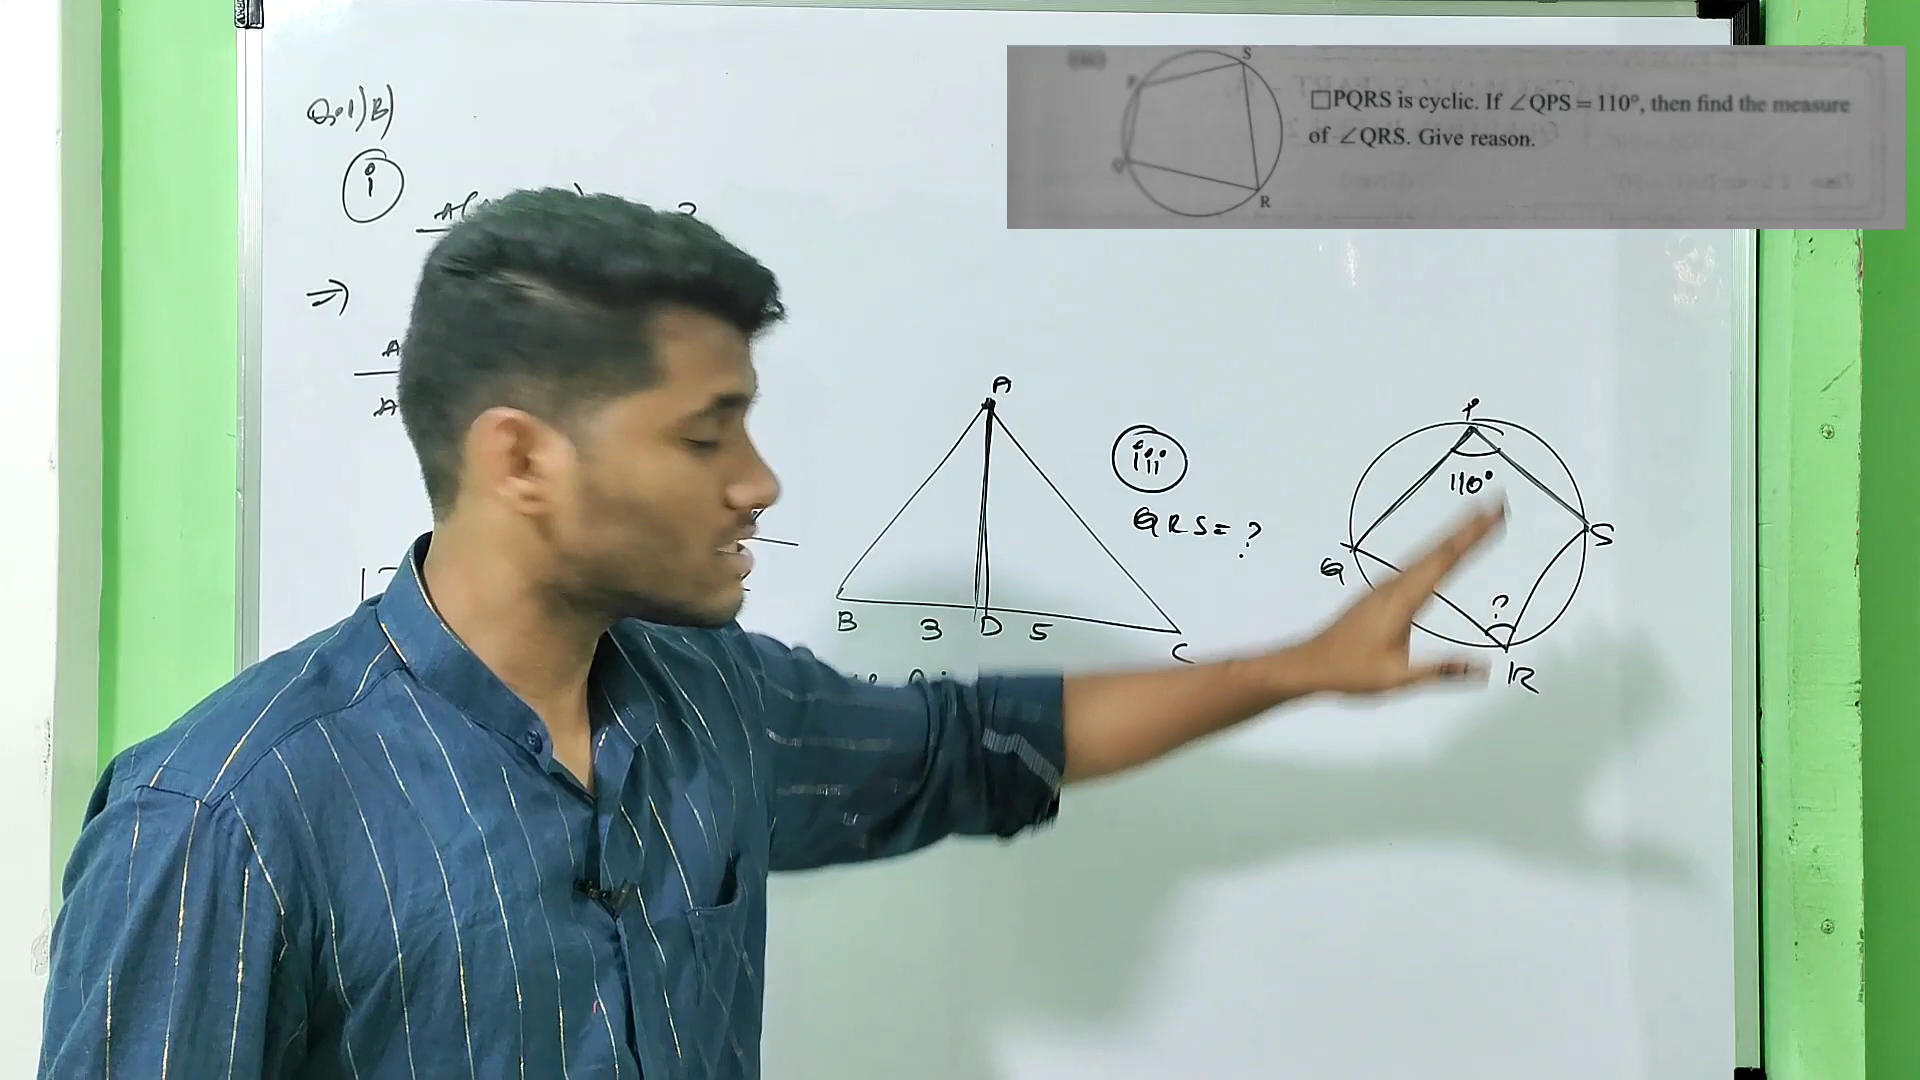 Q.1)B)
i
A(
?
⇒
A
A
A
iii
QRS = ?
B 3 D 5 C
P
110°
Q
S
?
R
(iii)
S
P
Q
R
□PQRS is cyclic. If ∠QPS = 110°, then find the measure
of ∠QRS. Give reason.